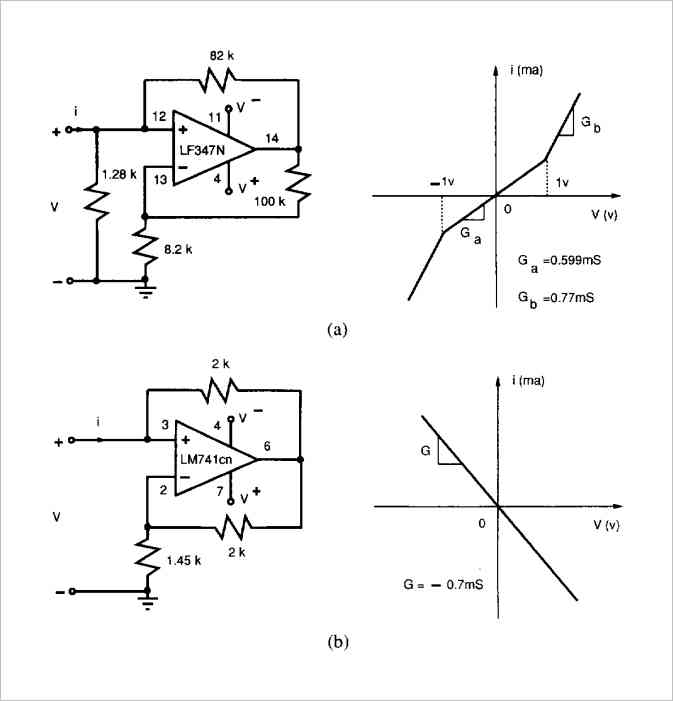 82 k
i
+
12
11
V −
14
+
LF347N
−
13
4
V +
1.28 k
100 k
V
8.2 k
−
i (ma)
G b
−1v
1v
0
V (v)
G a
G a =0.599mS
G b =0.77mS
(a)
2 k
i
+
3
4
V −
6
+
LM741cn
−
2
7
V +
V
2 k
1.45 k
−
i (ma)
G
0
V (v)
G = − 0.7mS
(b)